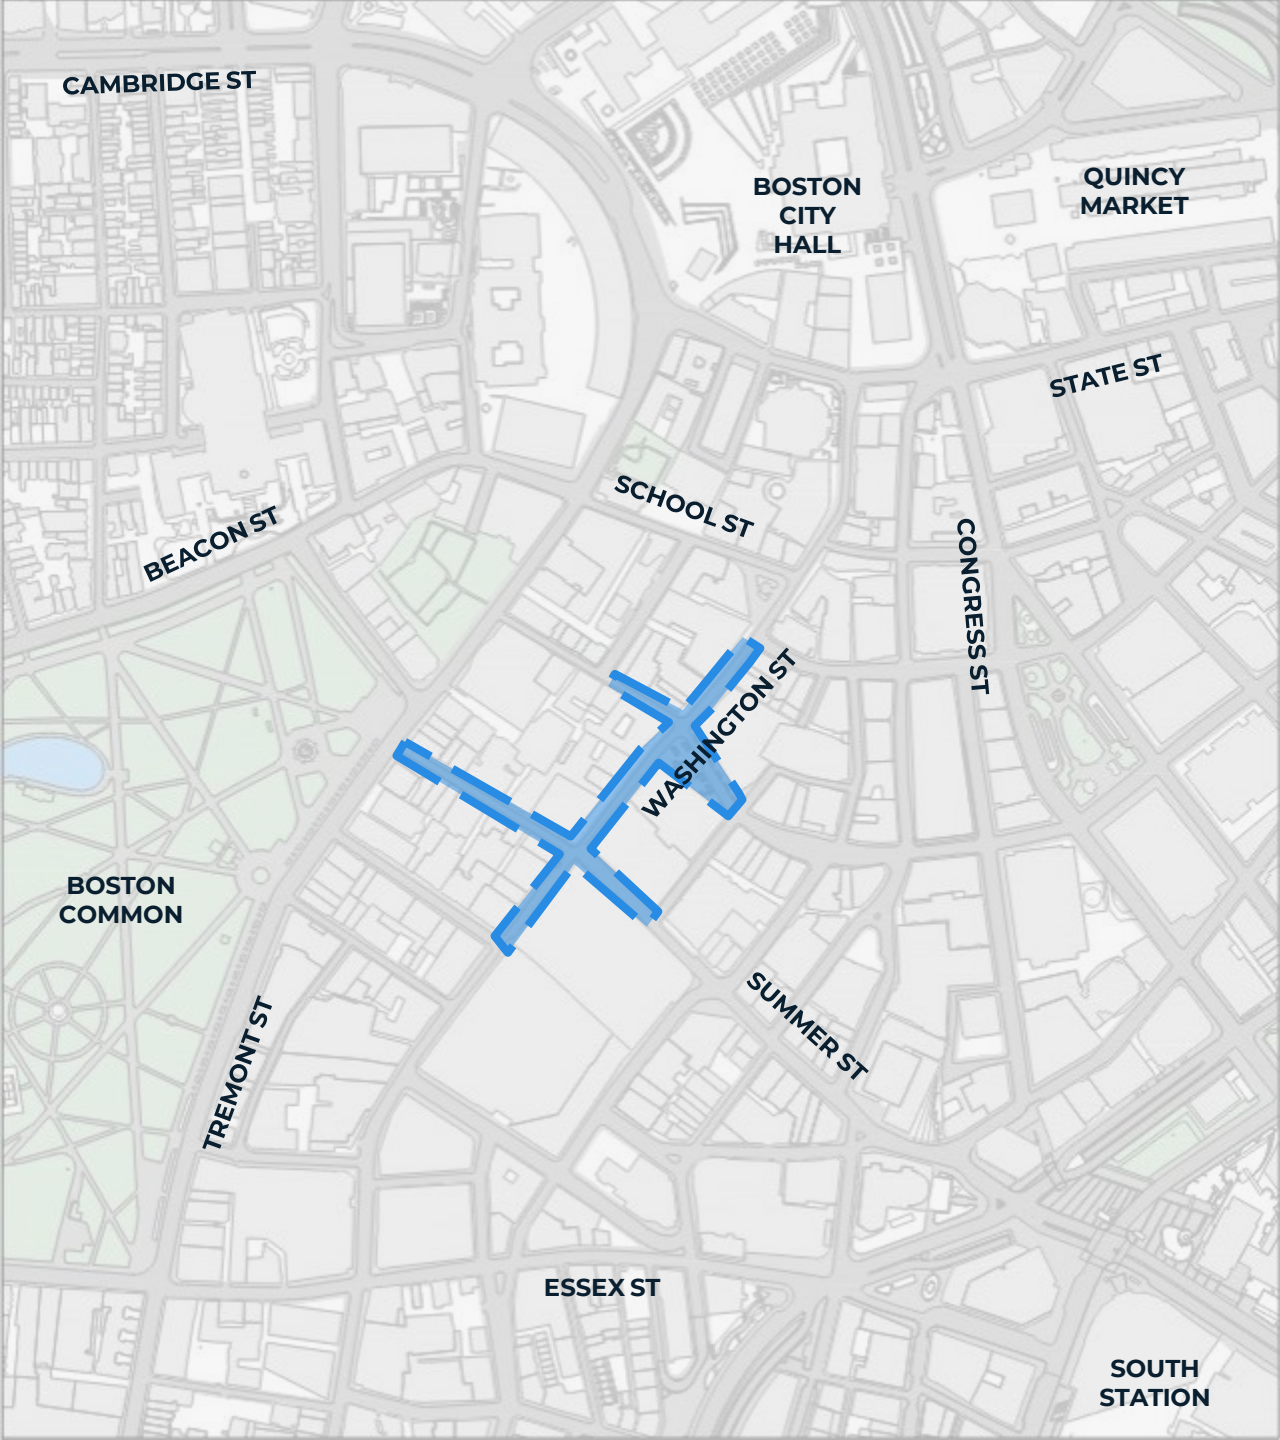 CAMBRIDGE ST
BOSTON
CITY
HALL
QUINCY
MARKET
STATE ST
SCHOOL ST
BEACON ST
CONGRESS ST
WASHINGTON ST
BOSTON
COMMON
SUMMER ST
TREMONT ST
ESSEX ST
SOUTH
STATION